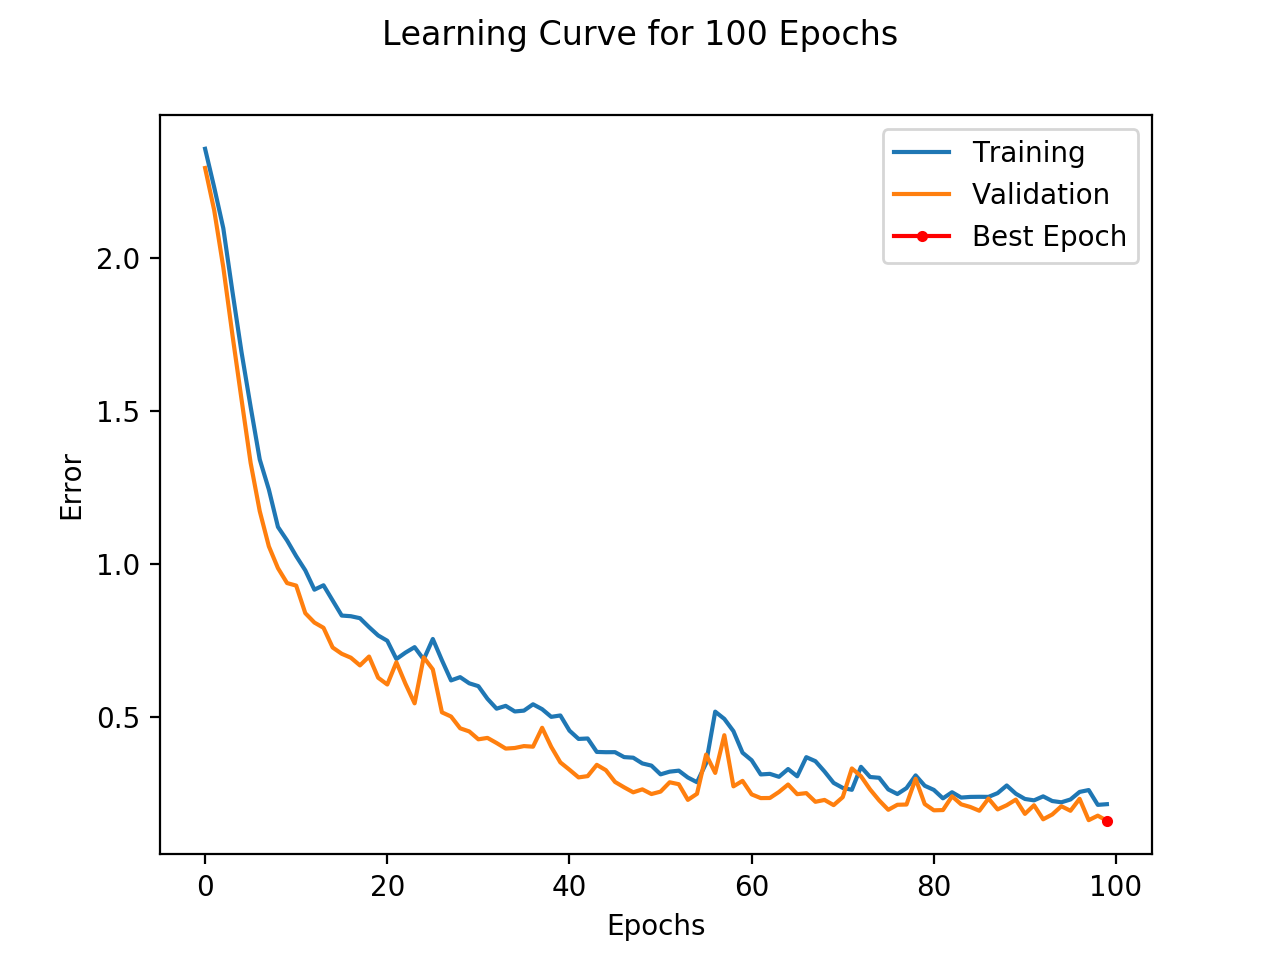 Learning Curve for 100 Epochs
Training
Validation
Best Epoch
2.0
1.5
1.0
0.5
Error
0 20 40 60 80 100
Epochs